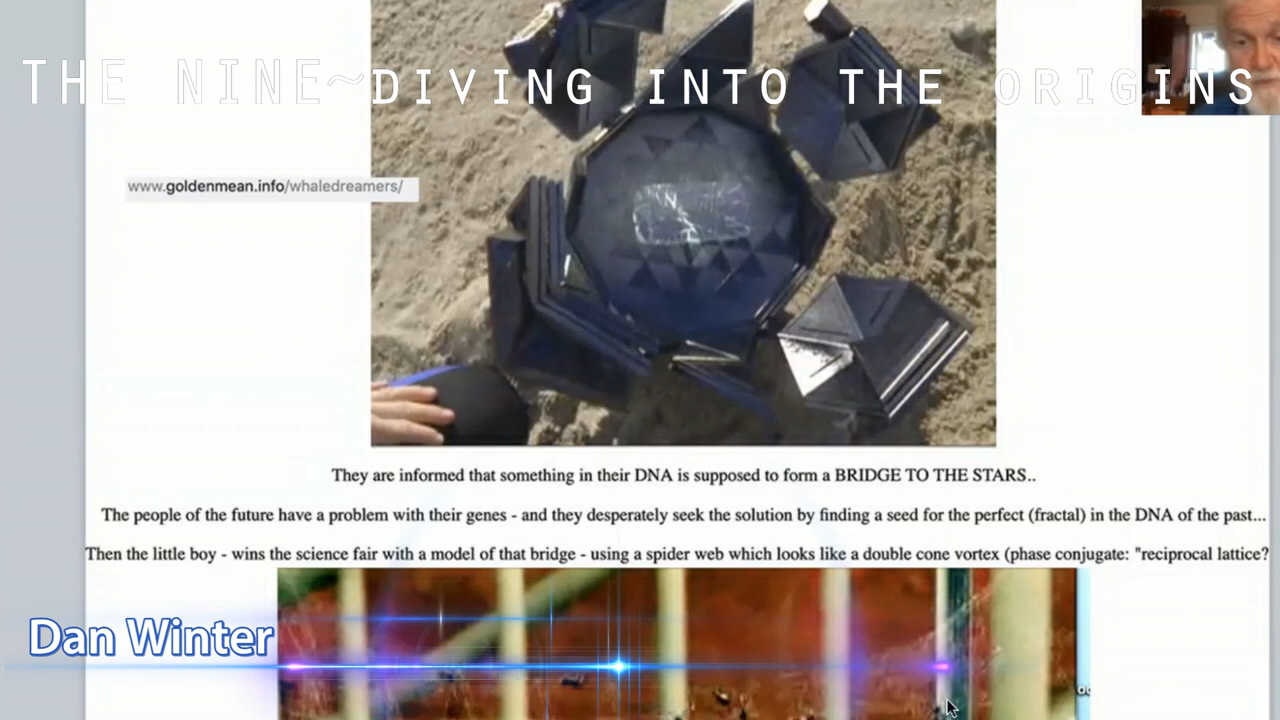 THE NINE~DIVING INTO THE ORIGINS
www.goldenmean.info/whaledreamers/
They are informed that something in their DNA is supposed to form a BRIDGE TO THE STARS..
The people of the future have a problem with their genes - and they desperately seek the solution by finding a seed for the perfect (fractal) in the DNA of the past...
Then the little boy - wins the science fair with a model of that bridge - using a spider web which looks like a double cone vortex (phase conjugate: "reciprocal lattice?
Dan Winter